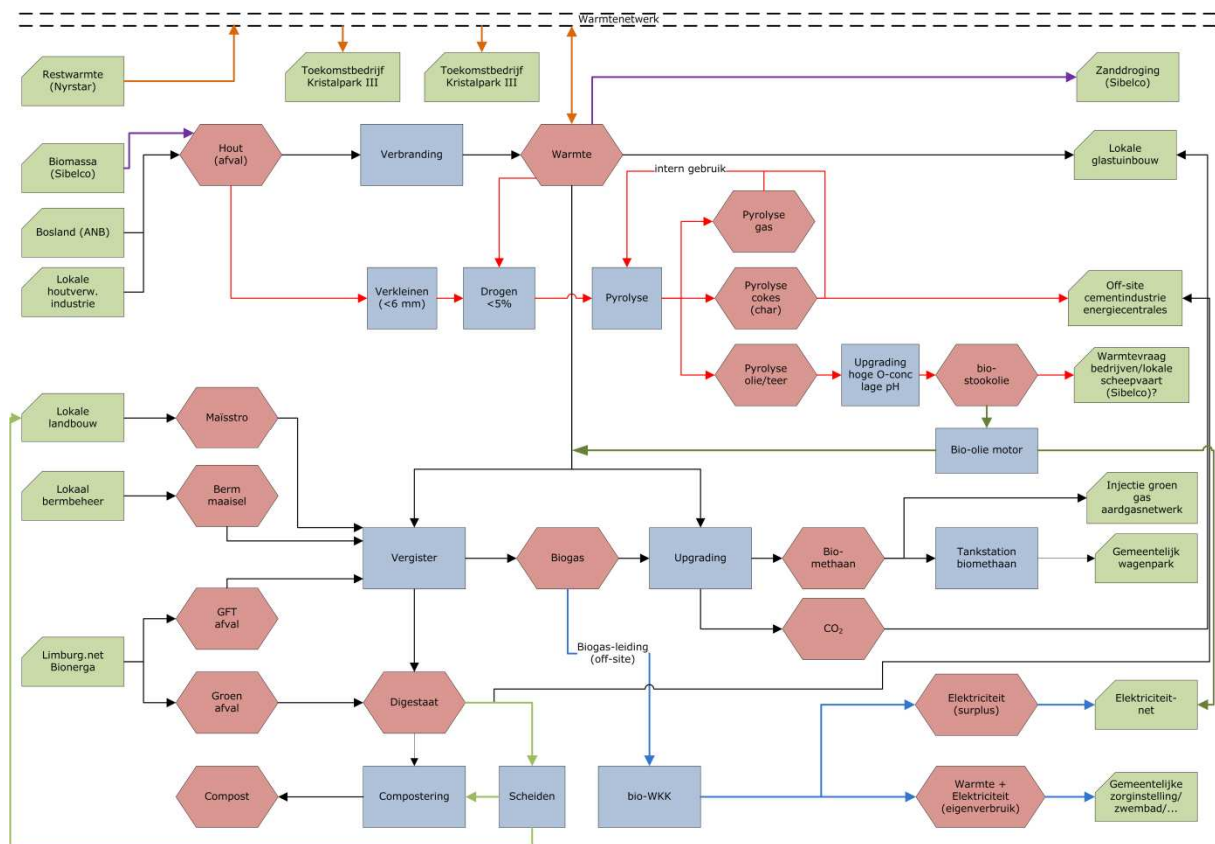 Warmtenetwerk
Restwarmte
(Nyrstar)
Toekomstbedrijf
Kristalpark III
Toekomstbedrijf
Kristalpark III
Zanddroging
(Sibelco)
Biomassa
(Sibelco)
Hout
(afval)
Verbranding
Warmte
Lokale
glastuinbouw
intern gebruik
Bosland (ANB)
Pyrolyse
gas
Lokale
houtverw.
industrie
Verkleinen
(<6 mm)
Drogen
<5%
Pyrolyse
Pyrolyse
cokes
(char)
Off-site
cementindustrie
energiecentrales
Pyrolyse
olie/teer
Upgrading
hoge O-conc
lage pH
bio-
stookolie
Warmtevraag
bedrijven/lokale
scheepvaart
(Sibelco)?
Lokale
landbouw
Maïsstro
Bio-olie motor
Lokaal
bermbeheer
Berm
maaisel
Injectie groen
gas
aardgasnetwerk
Vergister
Biogas
Upgrading
Bio-
methaan
Tankstation
biomethaan
Gemeentelijk
wagenpark
GFT
afval
CO₂
Limburg.net
Bionerga
Biogas-leiding
(off-site)
Groen
afval
Digestaat
Elektriciteit
(surplus)
Elektriciteit-
net
Compost
Compostering
Scheiden
bio-WKK
Warmte +
Elektriciteit
(eigenverbruik)
Gemeentelijke
zorginstelling/
zwembad/...